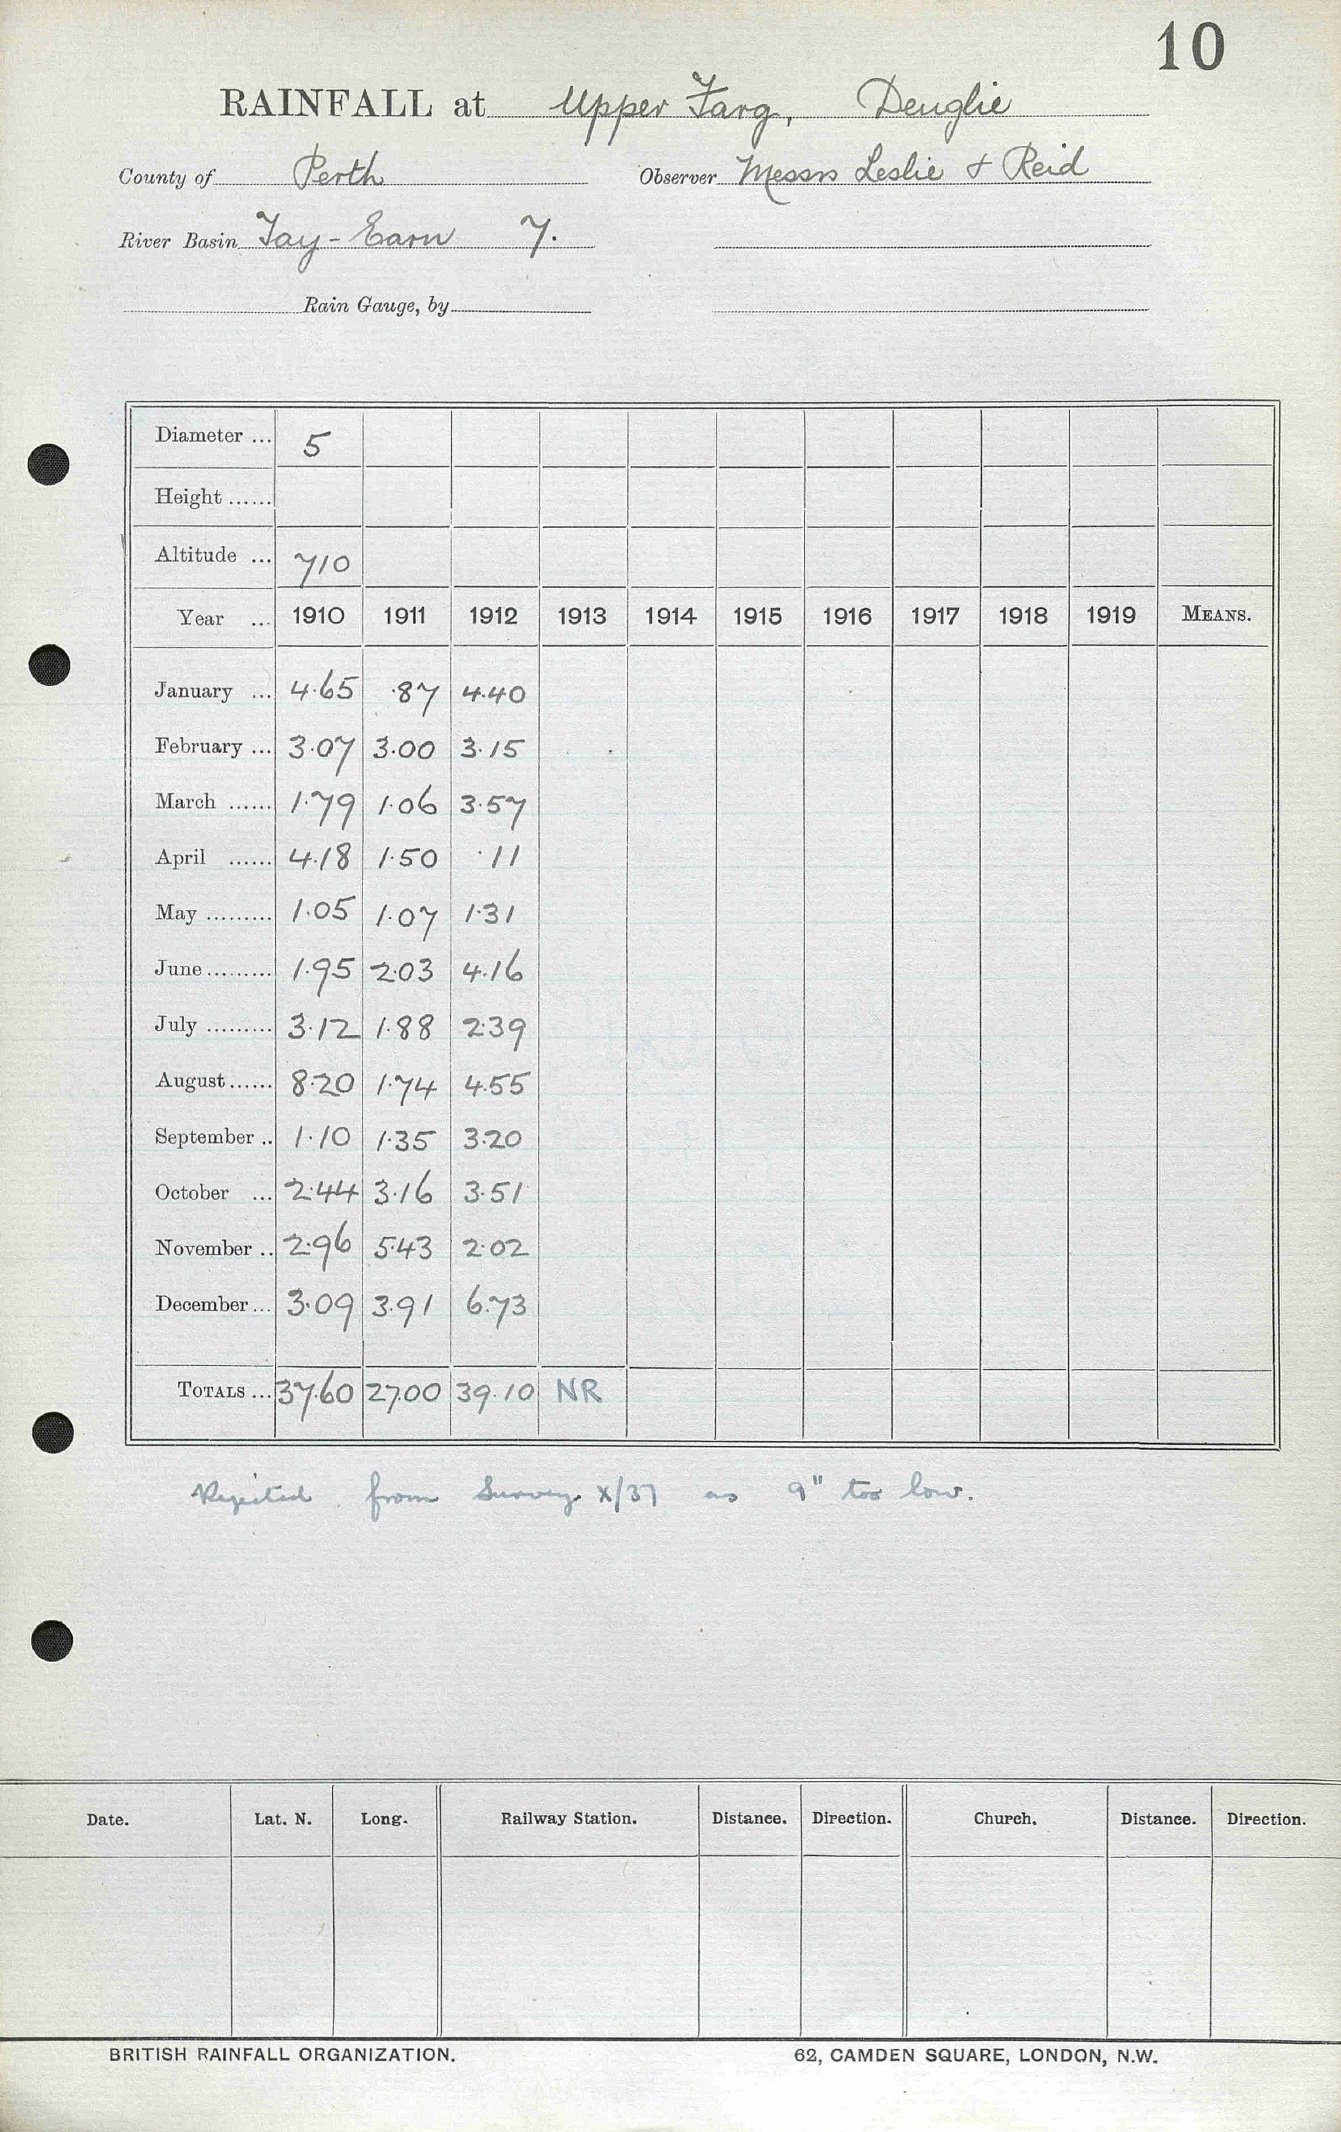 10
RAINFALL at Upper Farg, Deuglie
County of Perth Observer Messrs Leslie & Reid
River Basin Tay - Earn 7.
Rain Gauge, by
Diameter ... 5
Height ......
Altitude ... 710
Year ... 1910 1911 1912 1913 1914 1915 1916 1917 1918 1919 MEANS.
January ... 4.65 .87 4.40
February ... 3.07 3.00 3.15
March ...... 1.79 1.06 3.57
April ...... 4.18 1.50 .11
May ......... 1.05 1.07 1.31
June ......... 1.95 2.03 4.16
July ......... 3.12 1.88 2.39
August ...... 8.20 1.74 4.55
September .. 1.10 1.35 3.20
October ... 2.44 3.16 3.51
November .. 2.96 5.43 2.02
December ... 3.09 3.91 6.73
TOTALS ... 37.60 27.00 39.10 NR
Rejected from Survey X/37 as 9" too low.
Date. Lat. N. Long. Railway Station. Distance. Direction. Church. Distance. Direction.
BRITISH RAINFALL ORGANIZATION. 62, CAMDEN SQUARE, LONDON, N.W.